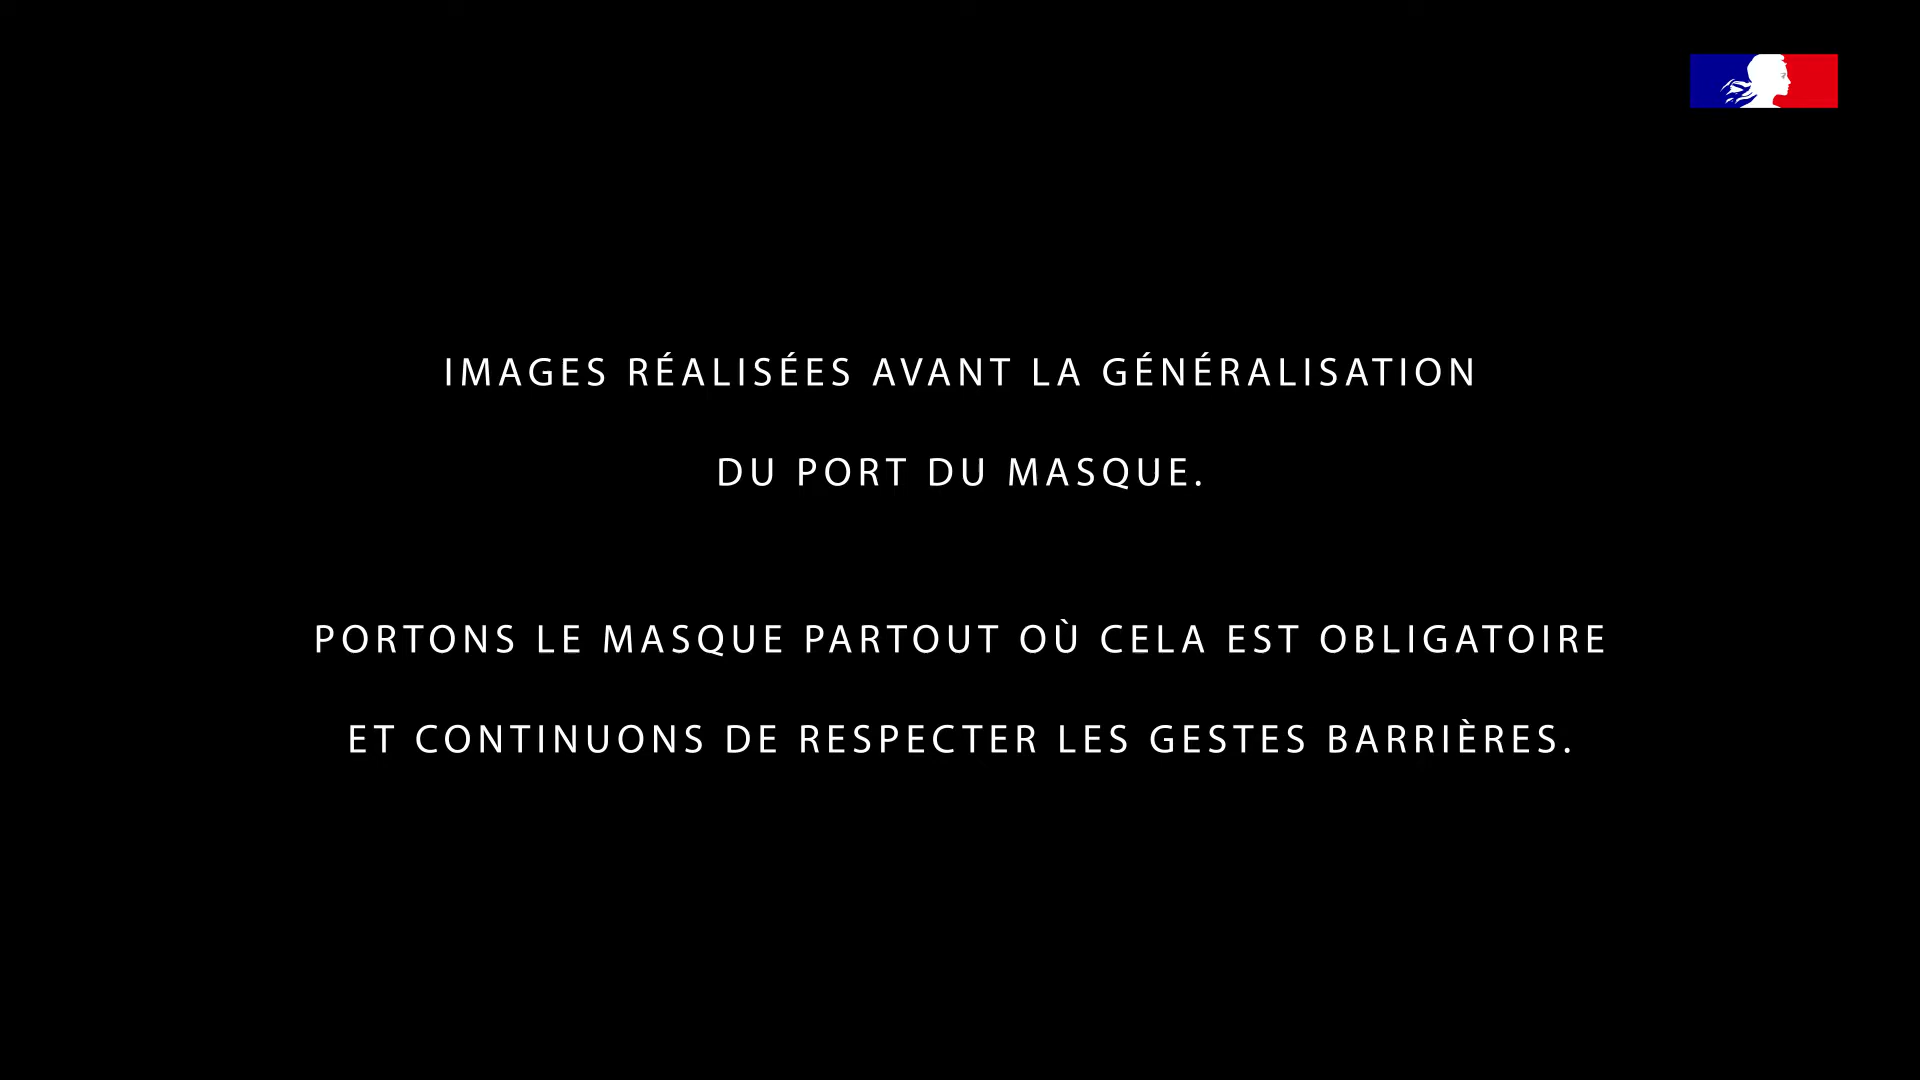 IMAGES RÉALISÉES AVANT LA GÉNÉRALISATION
DU PORT DU MASQUE.
PORTONS LE MASQUE PARTOUT OÙ CELA EST OBLIGATOIRE
ET CONTINUONS DE RESPECTER LES GESTES BARRIÈRES.